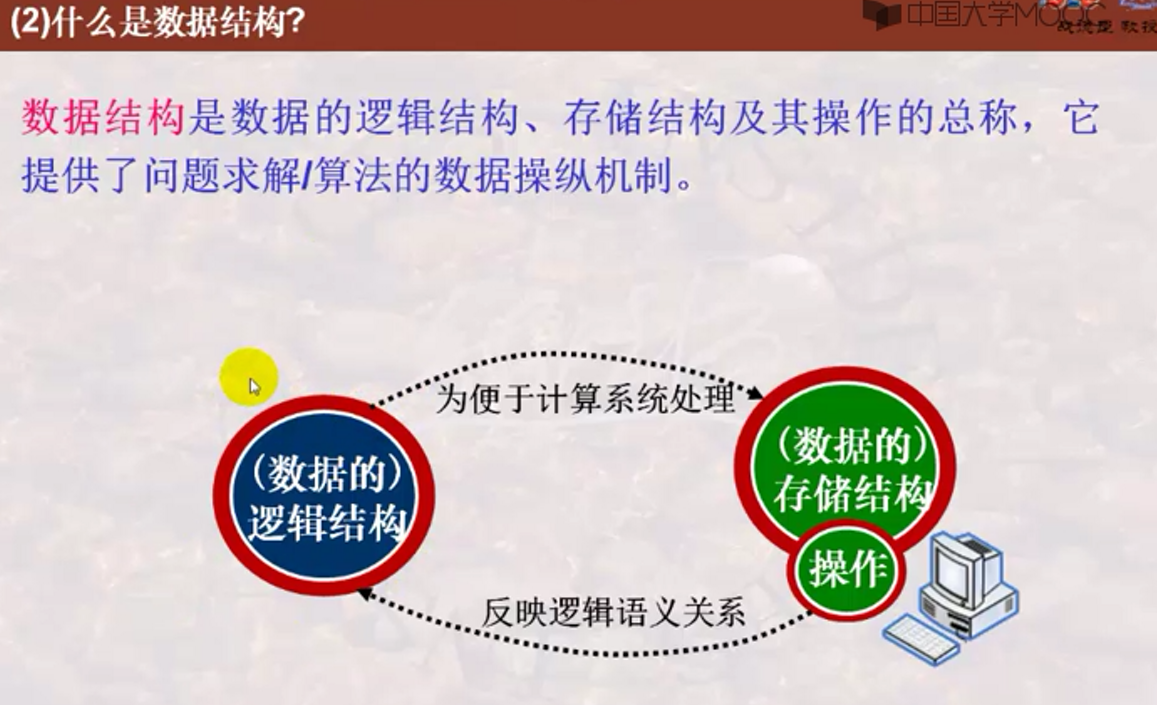 (2)什么是数据结构?
中国大学MOOC
数据结构是数据的逻辑结构、存储结构及其操作的总称，它
提供了问题求解/算法的数据操纵机制。
为便于计算系统处理
(数据的)
逻辑结构
(数据的)
存储结构
操作
反映逻辑语义关系